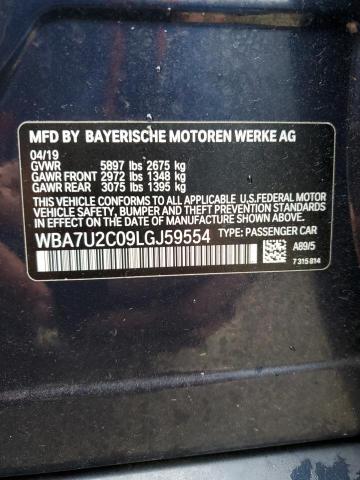 MFD BY BAYERISCHE MOTOREN WERKE AG
04/19
GVWR 5897 lbs 2675 kg
GAWR FRONT 2972 lbs 1348 kg
GAWR REAR 3075 lbs 1395 kg
THIS VEHICLE CONFORMS TO ALL APPLICABLE U.S.FEDERAL MOTOR
VEHICLE SAFETY, BUMPER, AND THEFT PREVENTION STANDARDS IN
EFFECT ON THE DATE OF MANUFACTURE SHOWN ABOVE.
WBA7U2C09LGJ59554 TYPE: PASSENGER CAR
A89/5
7 315 814